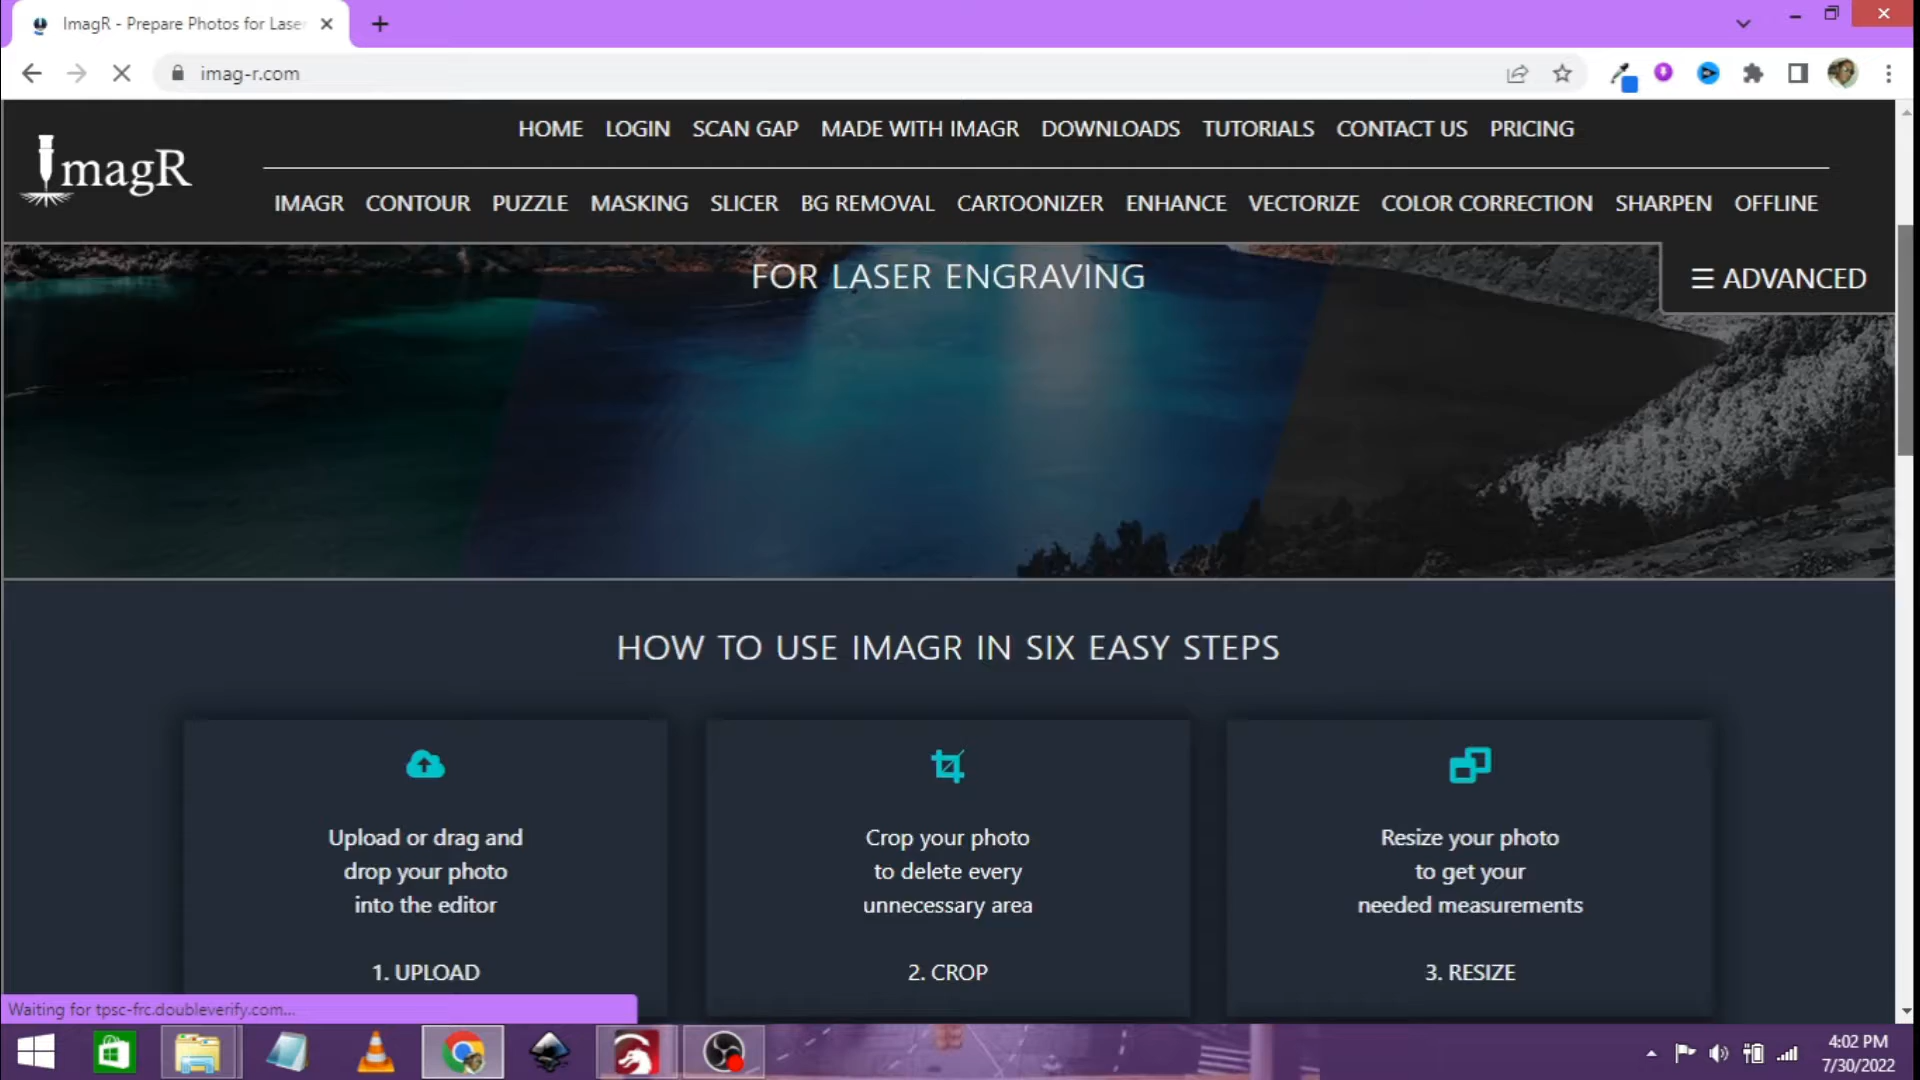 ImagR - Prepare Photos for Laser
imag-r.com
ImagR
HOME LOGIN SCAN GAP MADE WITH IMAGR DOWNLOADS TUTORIALS CONTACT US PRICING
IMAGR CONTOUR PUZZLE MASKING SLICER BG REMOVAL CARTOONIZER ENHANCE VECTORIZE COLOR CORRECTION SHARPEN OFFLINE
FOR LASER ENGRAVING
☰ ADVANCED
HOW TO USE IMAGR IN SIX EASY STEPS
Upload or drag and
drop your photo
into the editor
1. UPLOAD
Crop your photo
to delete every
unnecessary area
2. CROP
Resize your photo
to get your
needed measurements
3. RESIZE
Waiting for tpsc-frc.doubleverify.com...
4:02 PM
7/30/2022